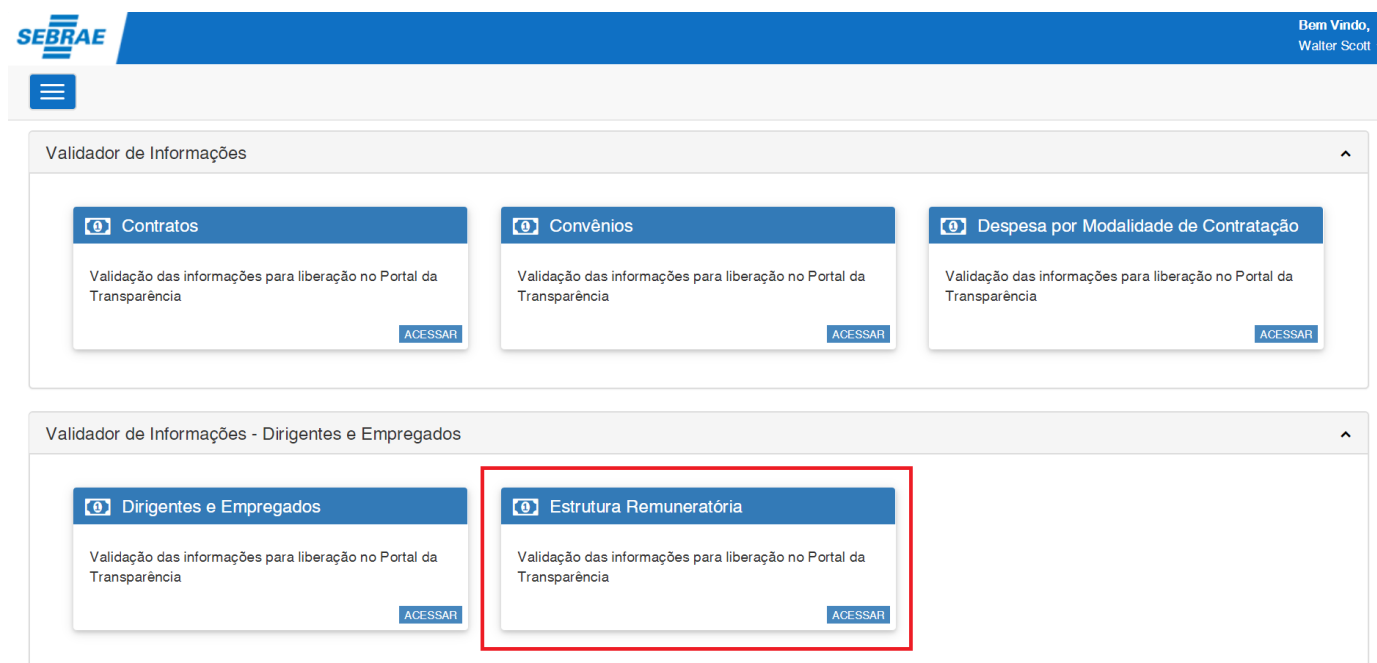 SEBRAE
Bem Vindo,
Walter Scott
Validador de Informações
Contratos
Validação das informações para liberação no Portal da
Transparência
ACESSAR
Convênios
Validação das informações para liberação no Portal da
Transparência
ACESSAR
Despesa por Modalidade de Contratação
Validação das informações para liberação no Portal da
Transparência
ACESSAR
Validador de Informações - Dirigentes e Empregados
Dirigentes e Empregados
Validação das informações para liberação no Portal da
Transparência
ACESSAR
Estrutura Remuneratória
Validação das informações para liberação no Portal da
Transparência
ACESSAR